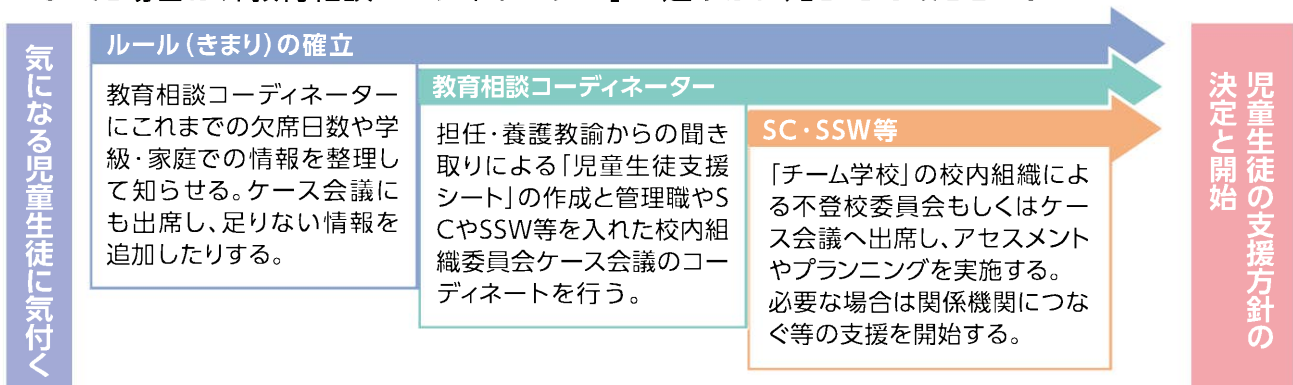 気になる児童生徒に気付く
ルール(きまり)の確立
教育相談コーディネーター
にこれまでの欠席日数や学
級・家庭での情報を整理し
て知らせる。ケース会議に
も出席し、足りない情報を
追加したりする。
教育相談コーディネーター
担任・養護教諭からの聞き
取りによる「児童生徒支援
シート」の作成と管理職やS
CやSSW等を入れた校内組
織委員会ケース会議のコー
ディネートを行う。
SC・SSW等
「チーム学校」の校内組織によ
る不登校委員会もしくはケー
ス会議へ出席し、アセスメント
やプランニングを実施する。
必要な場合は関係機関につな
ぐ等の支援を開始する。
児童生徒の支援方針の
決定と開始